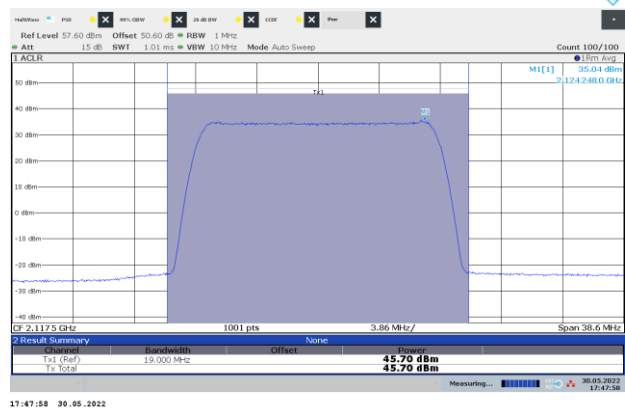 MultiView PSD X 99% OBW X 26 dB BW X CCDF X Pwr X
Ref Level 57.60 dBm Offset 50.60 dB RBW 1 MHz
Att 15 dB SWT 1.01 ms VBW 10 MHz Mode Auto Sweep Count 100/100
1 ACLR 1Rm Avg
M1[1] 35.04 dBm
2.1242480 GHz
50 dBm
Tx1
40 dBm
M1
30 dBm
20 dBm
10 dBm
0 dBm
-10 dBm
-20 dBm
-30 dBm
-40 dBm
CF 2.1175 GHz 1001 pts 3.86 MHz/ Span 38.6 MHz
2 Result Summary None
Channel Bandwidth Offset Power
Tx1 (Ref) 19.000 MHz 45.70 dBm
Tx Total 45.70 dBm
Measuring... 30.05.2022
17:47:58
17:47:58 30.05.2022